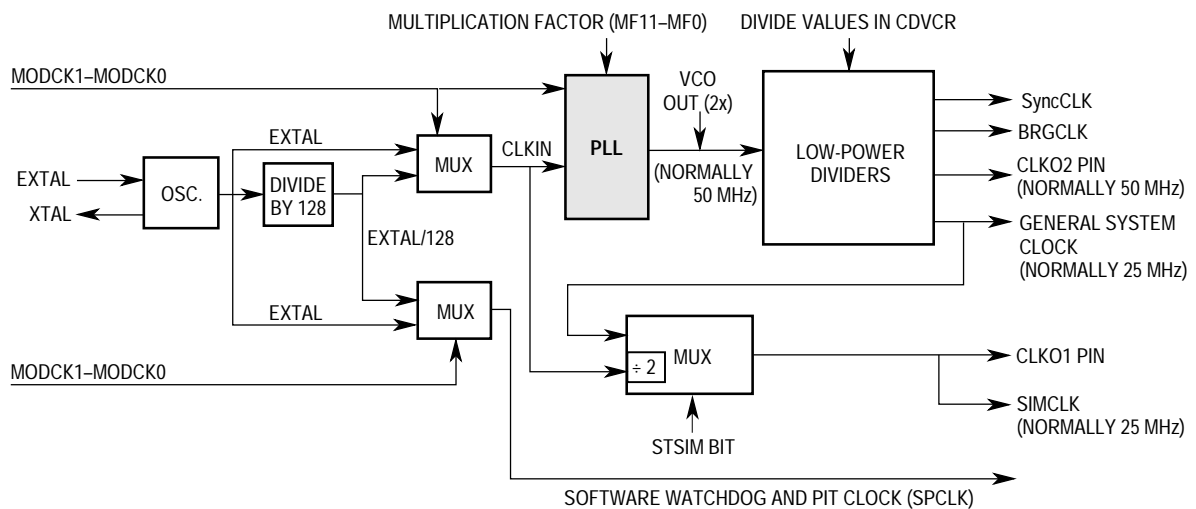 MULTIPLICATION FACTOR (MF11–MF0)
DIVIDE VALUES IN CDVCR
MODCK1–MODCK0
VCO
OUT (2x)
SyncCLK
BRGCLK
EXTAL
MUX
CLKIN
PLL
(NORMALLY
50 MHz)
LOW-POWER
DIVIDERS
CLKO2 PIN
(NORMALLY 50 MHz)
EXTAL
XTAL
OSC.
DIVIDE
BY 128
EXTAL/128
GENERAL SYSTEM
CLOCK
(NORMALLY 25 MHz)
EXTAL
MUX
MUX
÷ 2
CLKO1 PIN
MODCK1–MODCK0
SIMCLK
(NORMALLY 25 MHz)
STSIM BIT
SOFTWARE WATCHDOG AND PIT CLOCK (SPCLK)